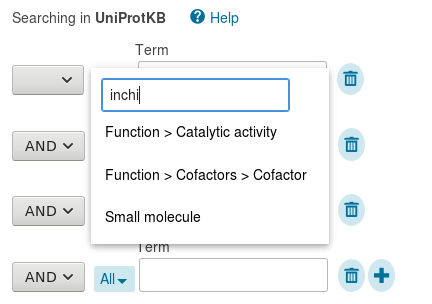 Searching in UniProtKB Help
Term
inchi
Function > Catalytic activity
AND
Function > Cofactors > Cofactor
AND
Small molecule
Term
AND All